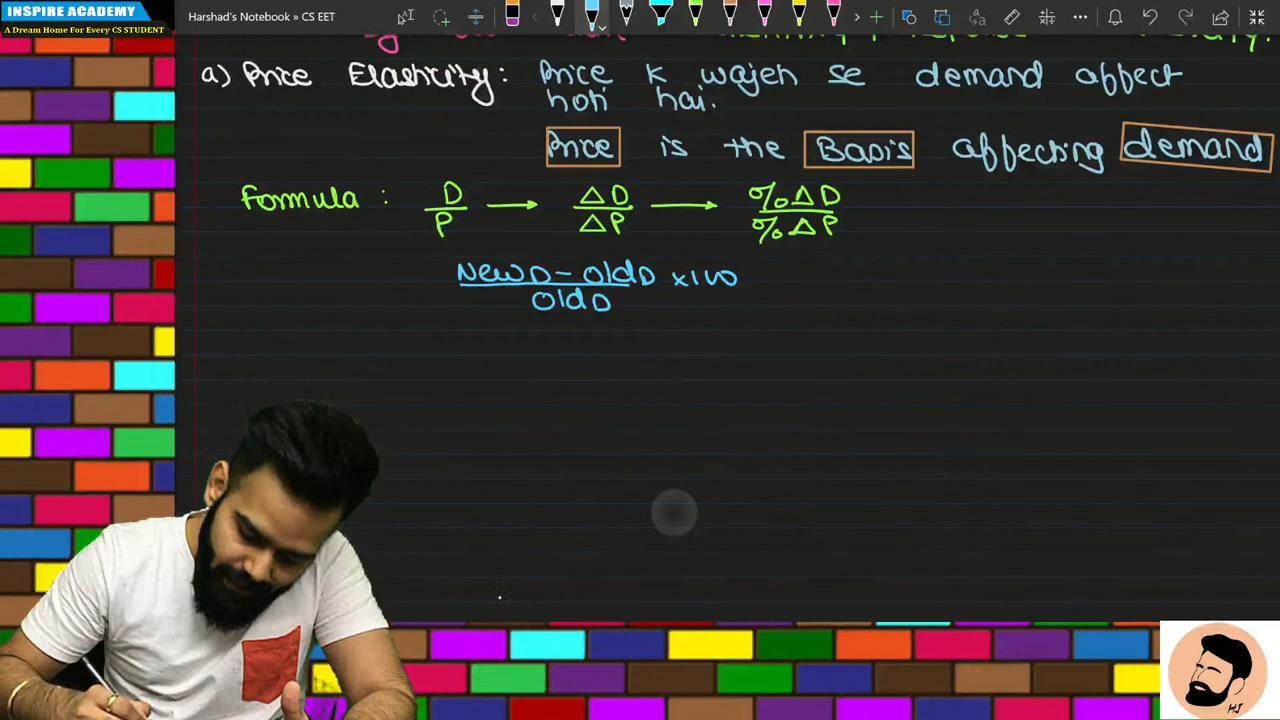 INSPIRE ACADEMY
A Dream Home For Every CS STUDENT
Harshad's Notebook » CS EET
a) Price Elasticity: Price k wajeh se demand affect
hoti hai.
Price is the Basis affecting demand
Formula : D/P → ΔD/ΔP → %ΔD/%ΔP
NewD - OldD x100
OldD
HJ